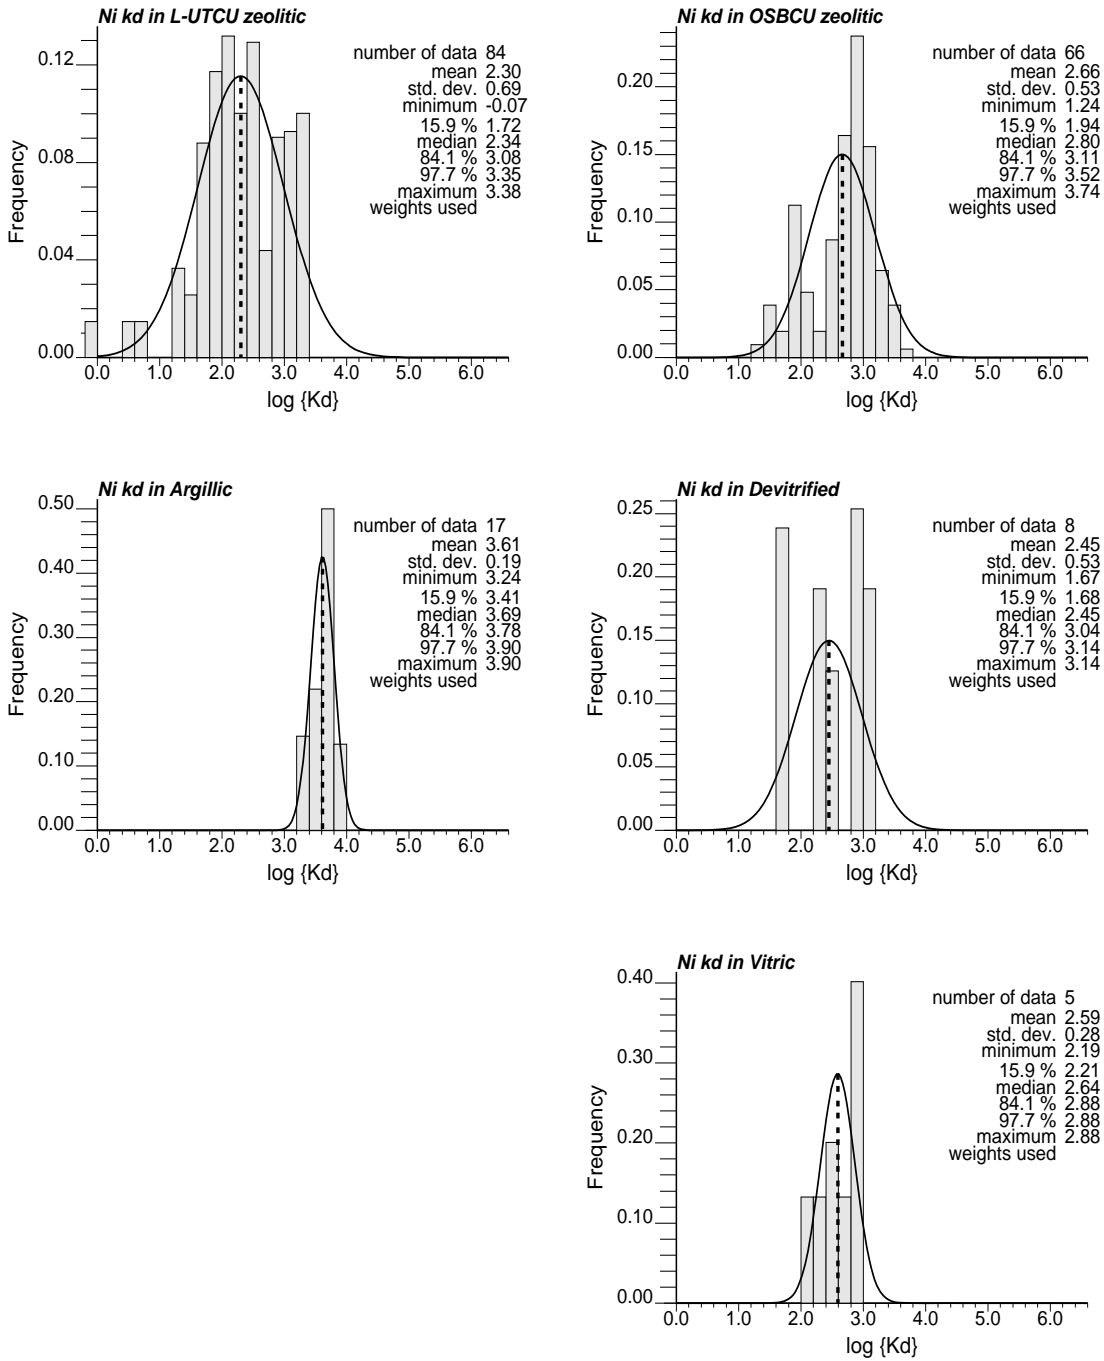 Ni kd in L-UTCU zeolitic
number of data 84
mean 2.30
std. dev. 0.69
minimum -0.07
15.9 % 1.72
median 2.34
84.1 % 3.08
97.7 % 3.35
maximum 3.38
weights used
Frequency
0.12
0.08
0.04
0.00
0.0 1.0 2.0 3.0 4.0 5.0 6.0
log {Kd}
Ni kd in OSBCU zeolitic
number of data 66
mean 2.66
std. dev. 0.53
minimum 1.24
15.9 % 1.94
median 2.80
84.1 % 3.11
97.7 % 3.52
maximum 3.74
weights used
Frequency
0.20
0.15
0.10
0.05
0.00
0.0 1.0 2.0 3.0 4.0 5.0 6.0
log {Kd}
Ni kd in Argillic
number of data 17
mean 3.61
std. dev. 0.19
minimum 3.24
15.9 % 3.41
median 3.69
84.1 % 3.78
97.7 % 3.90
maximum 3.90
weights used
Frequency
0.50
0.40
0.30
0.20
0.10
0.00
0.0 1.0 2.0 3.0 4.0 5.0 6.0
log {Kd}
Ni kd in Devitrified
number of data 8
mean 2.45
std. dev. 0.53
minimum 1.67
15.9 % 1.68
median 2.45
84.1 % 3.04
97.7 % 3.14
maximum 3.14
weights used
Frequency
0.25
0.20
0.15
0.10
0.05
0.00
0.0 1.0 2.0 3.0 4.0 5.0 6.0
log {Kd}
Ni kd in Vitric
number of data 5
mean 2.59
std. dev. 0.28
minimum 2.19
15.9 % 2.21
median 2.64
84.1 % 2.88
97.7 % 2.88
maximum 2.88
weights used
Frequency
0.40
0.30
0.20
0.10
0.00
0.0 1.0 2.0 3.0 4.0 5.0 6.0
log {Kd}